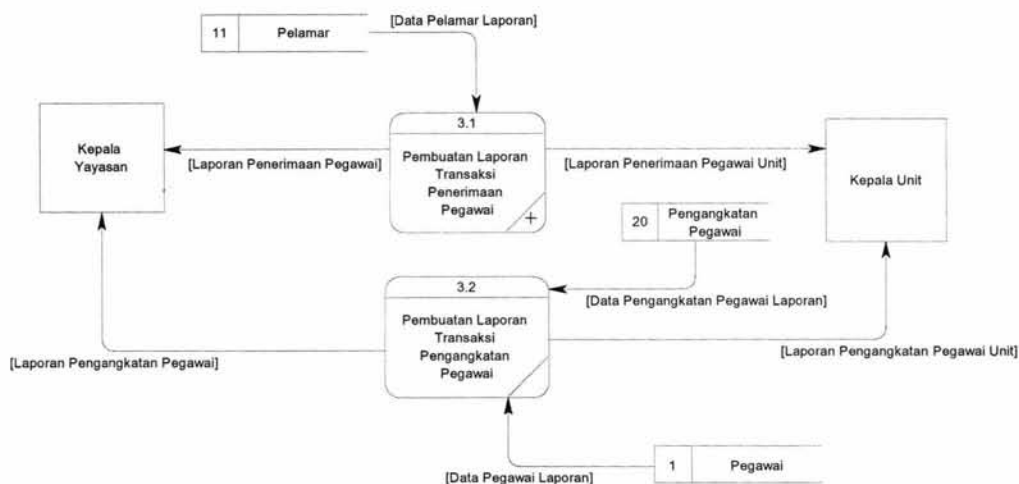 [Data Pelamar Laporan]
11 Pelamar
3.1
Kepala
Yayasan
[Laporan Penerimaan Pegawai]
Pembuatan Laporan
Transaksi
Penerimaan
Pegawai
+
[Laporan Penerimaan Pegawai Unit]
Kepala Unit
20 Pengangkatan
Pegawai
3.2
[Data Pengangkatan Pegawai Laporan]
Pembuatan Laporan
Transaksi
Pengangkatan
Pegawai
[Laporan Pengangkatan Pegawai]
[Laporan Pengangkatan Pegawai Unit]
1 Pegawai
[Data Pegawai Laporan]